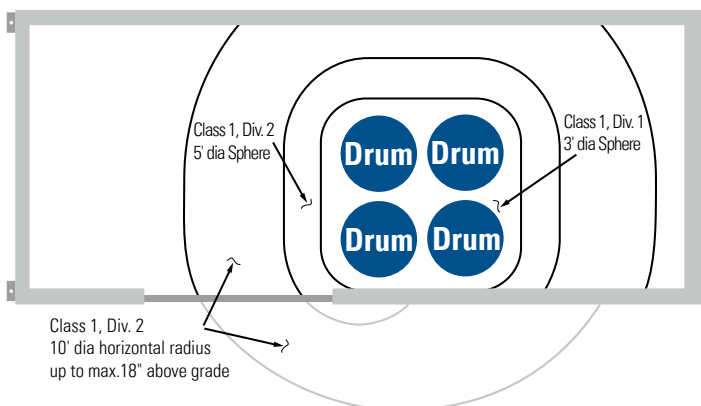 Class 1, Div. 2
5' dia Sphere
Class 1, Div. 1
3' dia Sphere
Drum
Drum
Drum
Drum
Class 1, Div. 2
10' dia horizontal radius
up to max.18" above grade